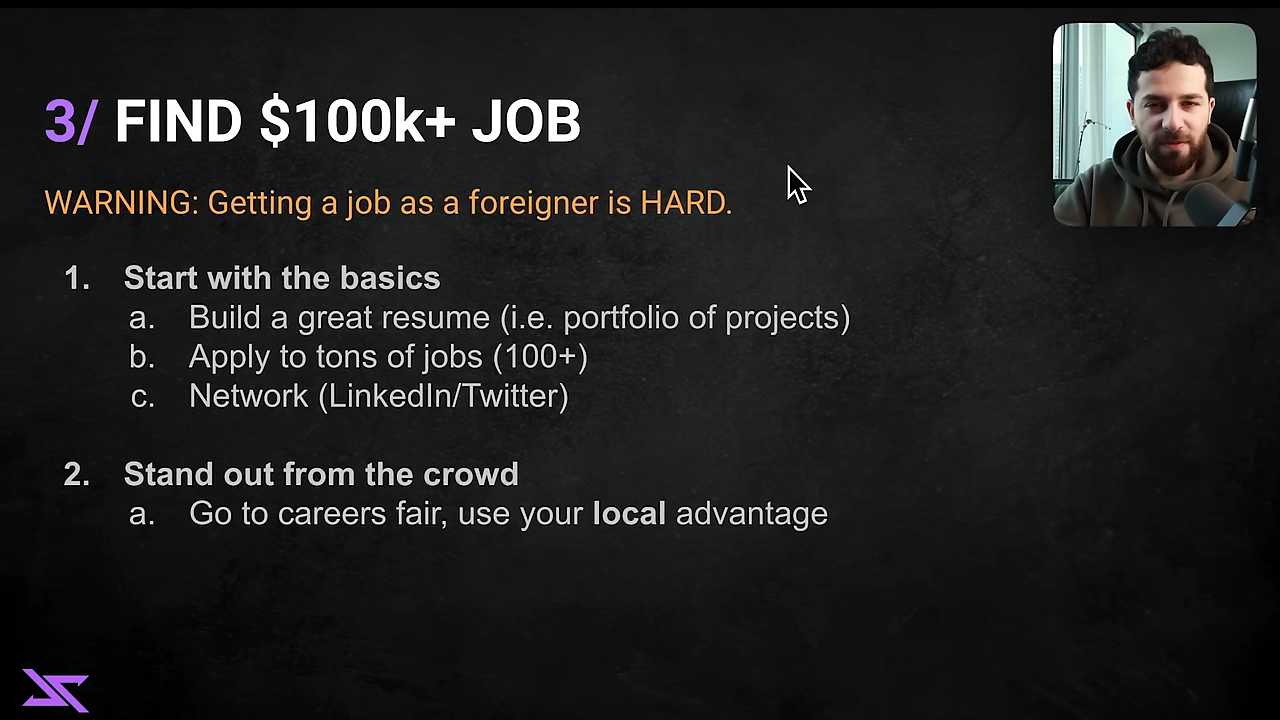 3/ FIND $100k+ JOB
WARNING: Getting a job as a foreigner is HARD.
1. Start with the basics
a. Build a great resume (i.e. portfolio of projects)
b. Apply to tons of jobs (100+)
c. Network (LinkedIn/Twitter)
2. Stand out from the crowd
a. Go to careers fair, use your local advantage